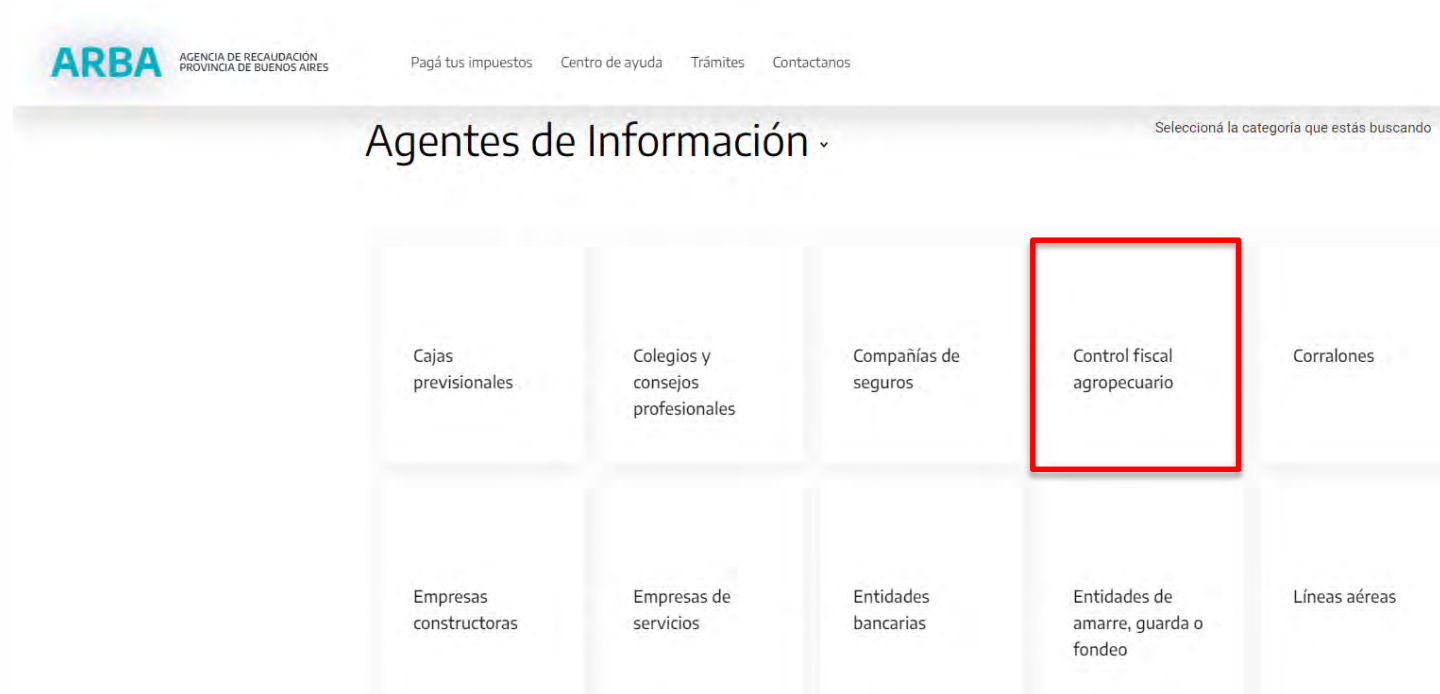 ARBA
AGENCIA DE RECAUDACIÓN
PROVINCIA DE BUENOS AIRES
Pagá tus impuestos
Centro de ayuda
Trámites
Contactanos
Agentes de Información
Seleccioná la categoría que estás buscando
Cajas
previsionales
Colegios y
consejos
profesionales
Compañías de
seguros
Control fiscal
agropecuario
Corralones
Empresas
constructoras
Empresas de
servicios
Entidades
bancarias
Entidades de
amarre, guarda o
fondeo
Líneas aéreas